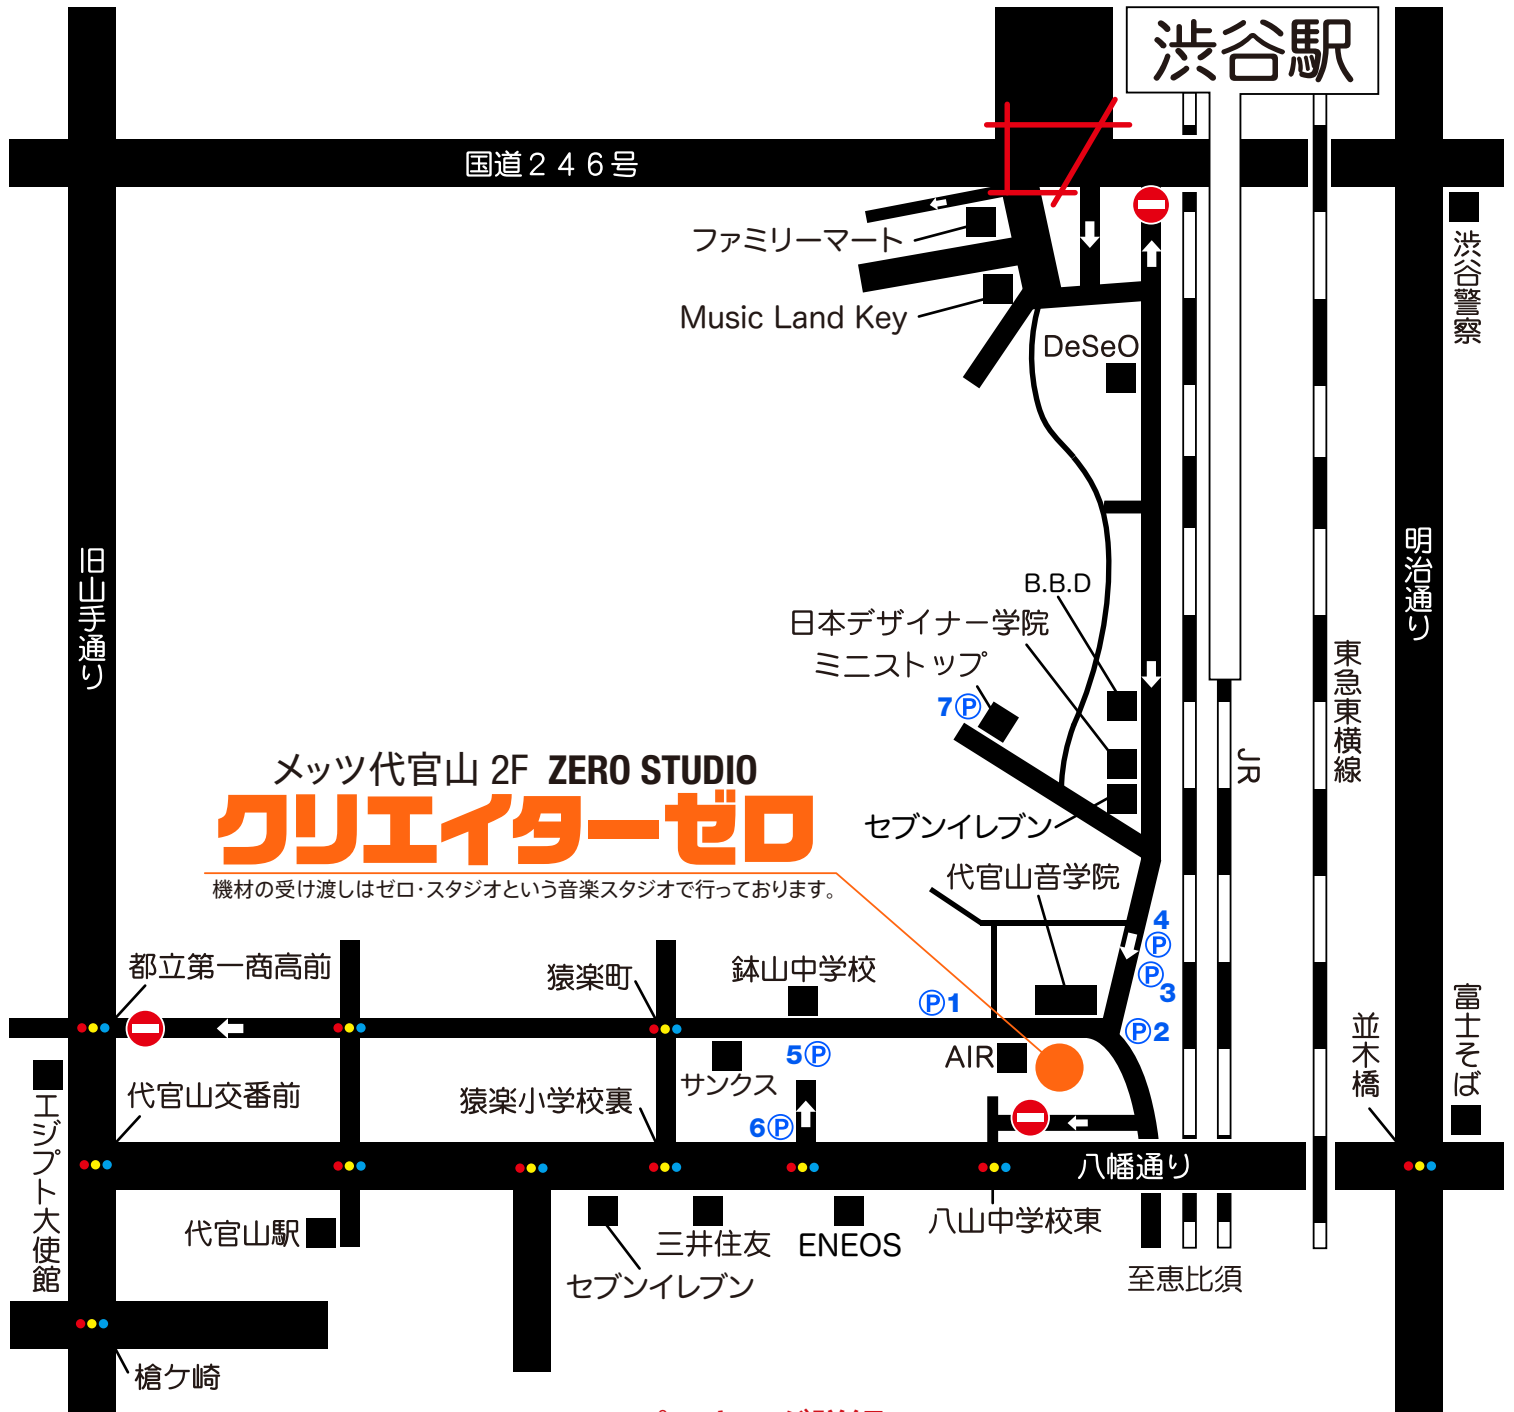 渋谷駅
国道246号
ファミリーマート
Music Land Key
DeSeO
渋谷警察
旧山手通り
明治通り
B.B.D
日本デザイナー学院
ミニストップ
7Ⓟ
東急東横線
JR
メッツ代官山 2F ZERO STUDIO
クリエイターゼロ
機材の受け渡しはゼロ・スタジオという音楽スタジオで行っております。
セブンイレブン
代官山音学院
4
Ⓟ
Ⓟ
3
都立第一商高前
猿楽町
鉢山中学校
Ⓟ1
Ⓟ2
富士そば
並木橋
AIR
サンクス
5Ⓟ
エジプト大使館
代官山交番前
猿楽小学校裏
6Ⓟ
八幡通り
代官山駅
セブンイレブン
三井住友
ENEOS
八山中学校東
至恵比須
槍ケ崎